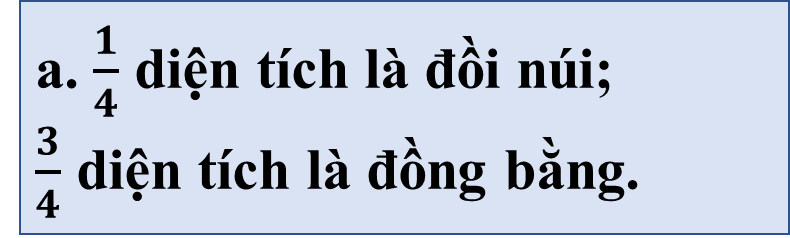 a. 1/4 diện tích là đồi núi;
3/4 diện tích là đồng bằng.